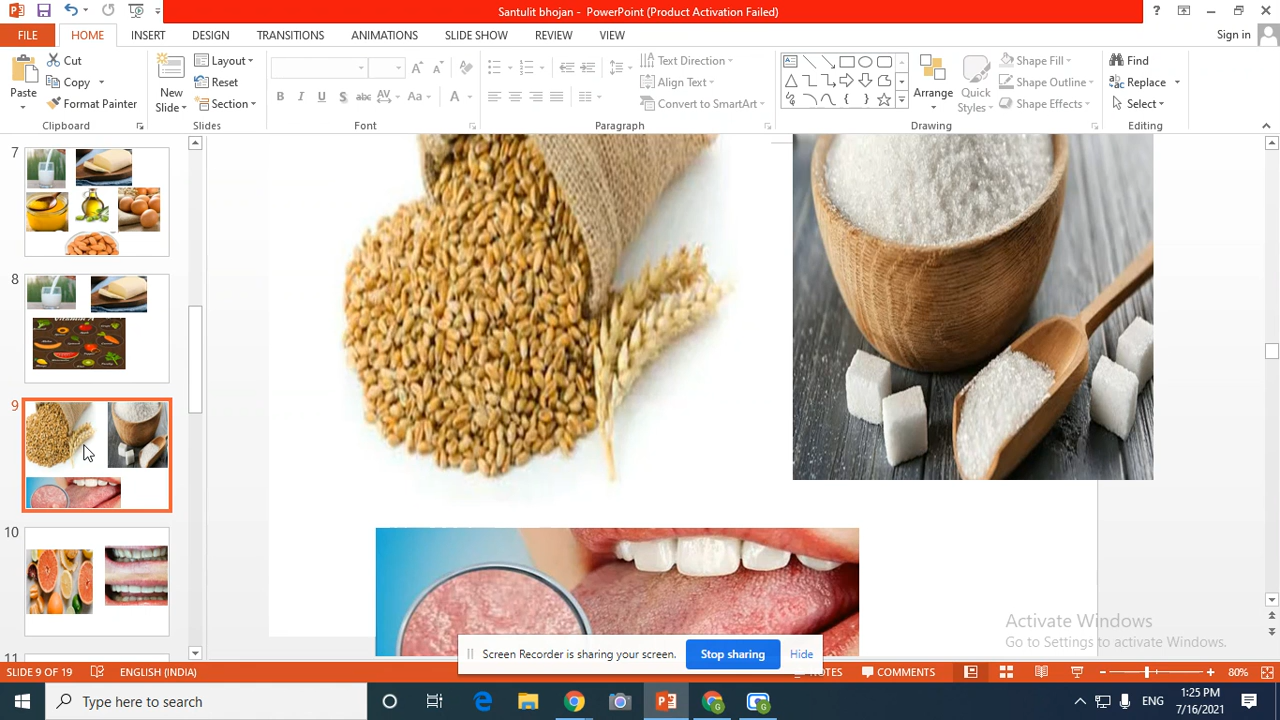 Santulit bhojan - PowerPoint (Product Activation Failed)
FILE HOME INSERT DESIGN TRANSITIONS ANIMATIONS SLIDE SHOW REVIEW VIEW Sign in
Paste Cut Copy Format Painter
New Slide Layout Reset Section
Text Direction Align Text Convert to SmartArt
Arrange Quick Styles Shape Fill Shape Outline Shape Effects
Find Replace Select
Clipboard Slides Font Paragraph Drawing Editing
7
8
9
10
11
Activate Windows
Go to Settings to activate Windows.
Screen Recorder is sharing your screen. Stop sharing Hide
SLIDE 9 OF 19 ENGLISH (INDIA) NOTES COMMENTS 80%
Type here to search
ENG 1:25 PM
7/16/2021